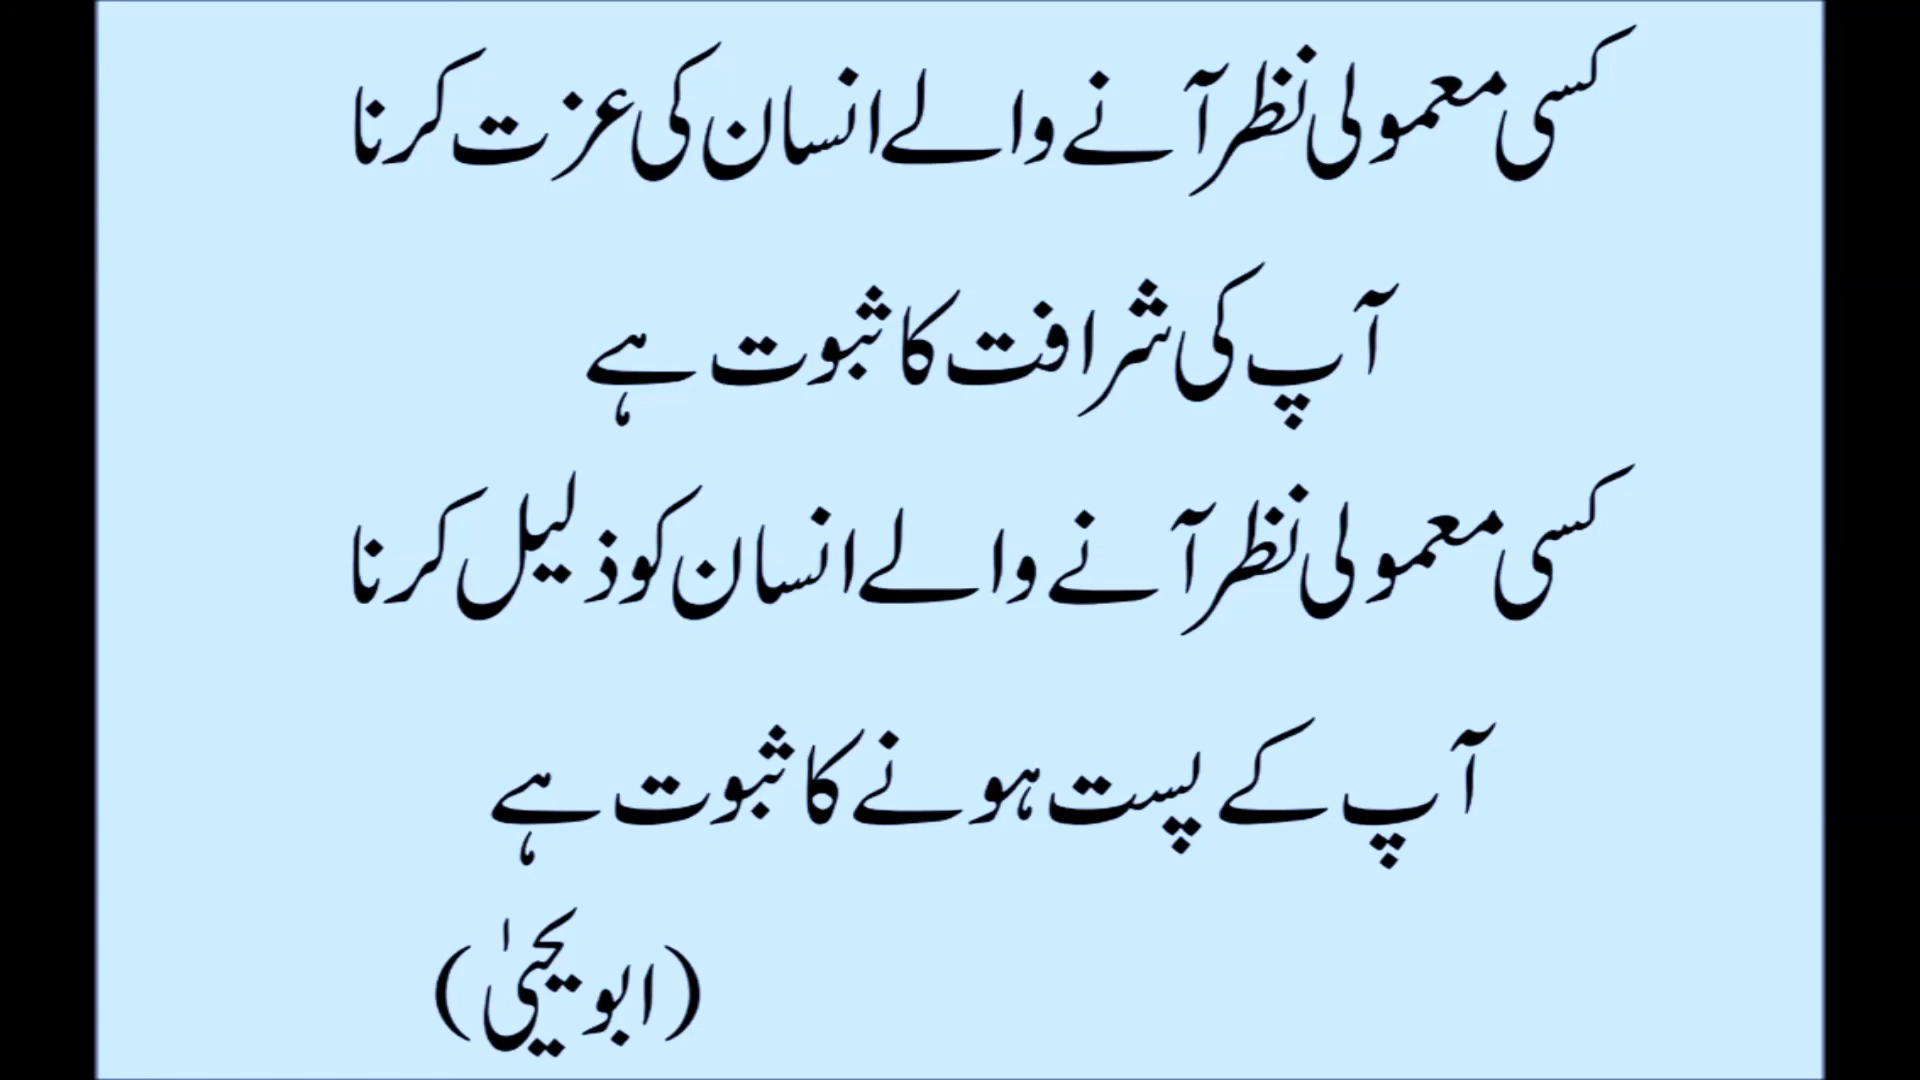 کسی معمولی نظر آنے والے انسان کی عزت کرنا
آپ کی شرافت کا ثبوت ہے
کسی معمولی نظر آنے والے انسان کو ذلیل کرنا
آپ کے پست ہونے کا ثبوت ہے
(ابو یحییٰ)